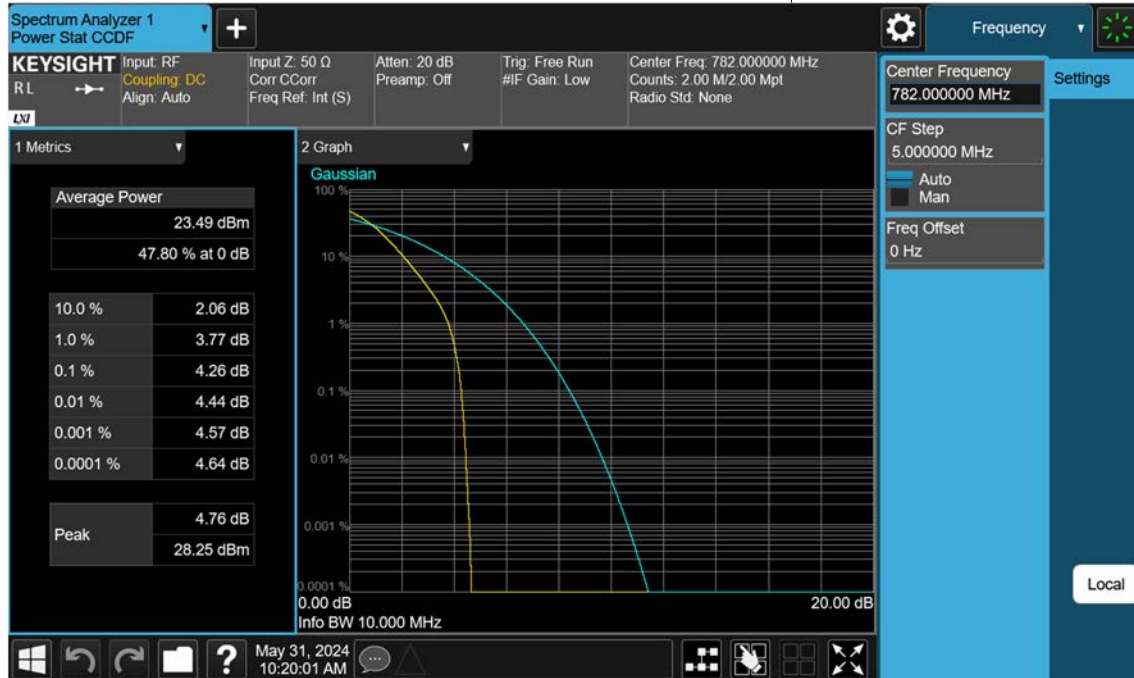 Spectrum Analyzer 1
Power Stat CCDF
+
Frequency
KEYSIGHT
R L
LXI
Input: RF
Coupling: DC
Align: Auto
Input Z: 50 Ω
Corr CCorr
Freq Ref: Int (S)
Atten: 20 dB
Preamp: Off
Trig: Free Run
#IF Gain: Low
Center Freq: 782.000000 MHz
Counts: 2.00 M/2.00 Mpt
Radio Std: None
Center Frequency
782.000000 MHz
Settings
CF Step
5.000000 MHz
Auto
Man
Freq Offset
0 Hz
1 Metrics
Average Power
23.49 dBm
47.80 % at 0 dB
10.0 % 2.06 dB
1.0 % 3.77 dB
0.1 % 4.26 dB
0.01 % 4.44 dB
0.001 % 4.57 dB
0.0001 % 4.64 dB
Peak
4.76 dB
28.25 dBm
2 Graph
Gaussian
100 %
10 %
1 %
0.1 %
0.01 %
0.001 %
0.0001 %
0.00 dB 20.00 dB
Info BW 10.000 MHz
Local
?
May 31, 2024
10:20:01 AM